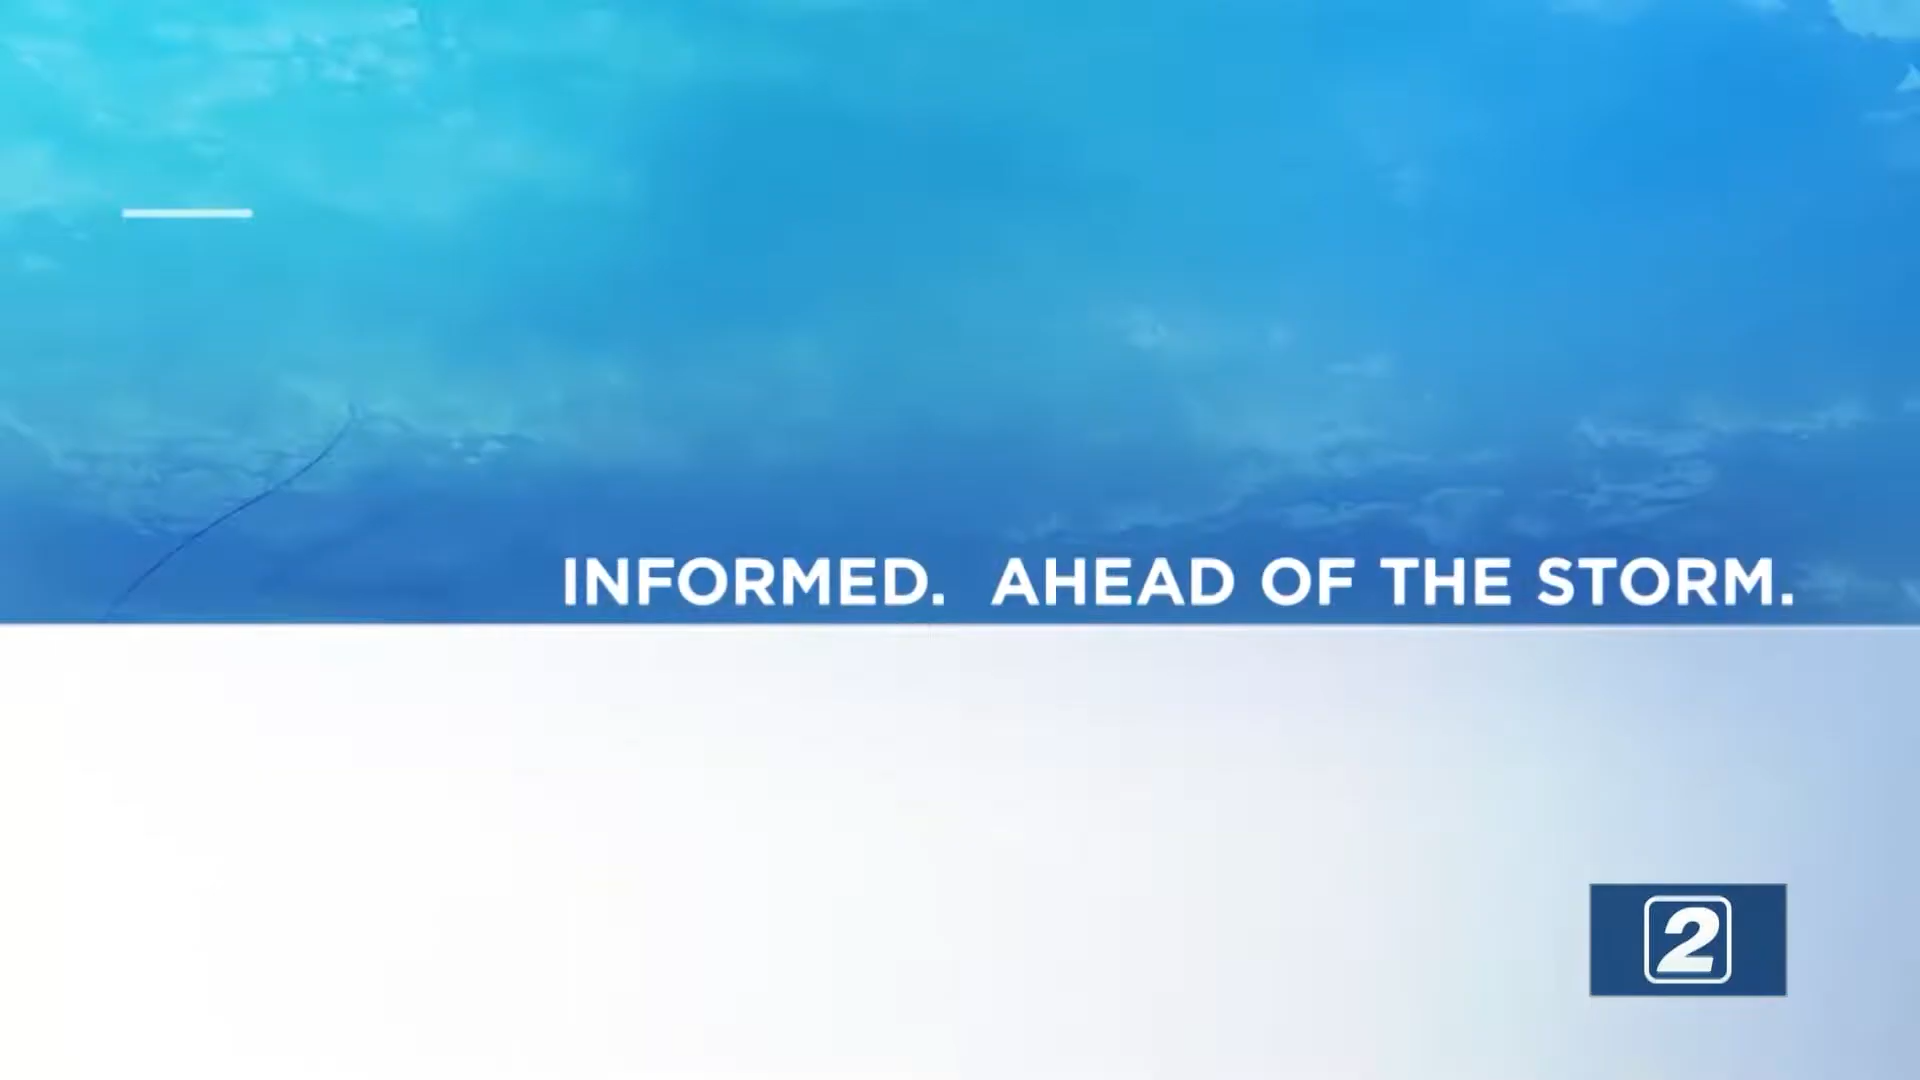 INFORMED. AHEAD OF THE STORM.
2